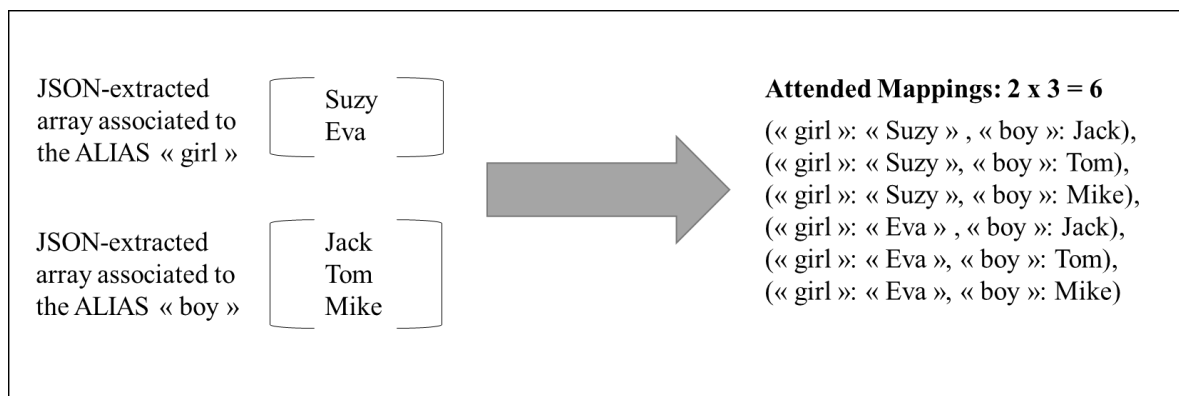 JSON-extracted
array associated to
the ALIAS « girl »
Suzy
Eva
JSON-extracted
array associated to
the ALIAS « boy »
Jack
Tom
Mike
Attended Mappings: 2 x 3 = 6
(« girl »: « Suzy » , « boy »: Jack),
(« girl »: « Suzy », « boy »: Tom),
(« girl »: « Suzy », « boy »: Mike),
(« girl »: « Eva » , « boy »: Jack),
(« girl »: « Eva », « boy »: Tom),
(« girl »: « Eva », « boy »: Mike)